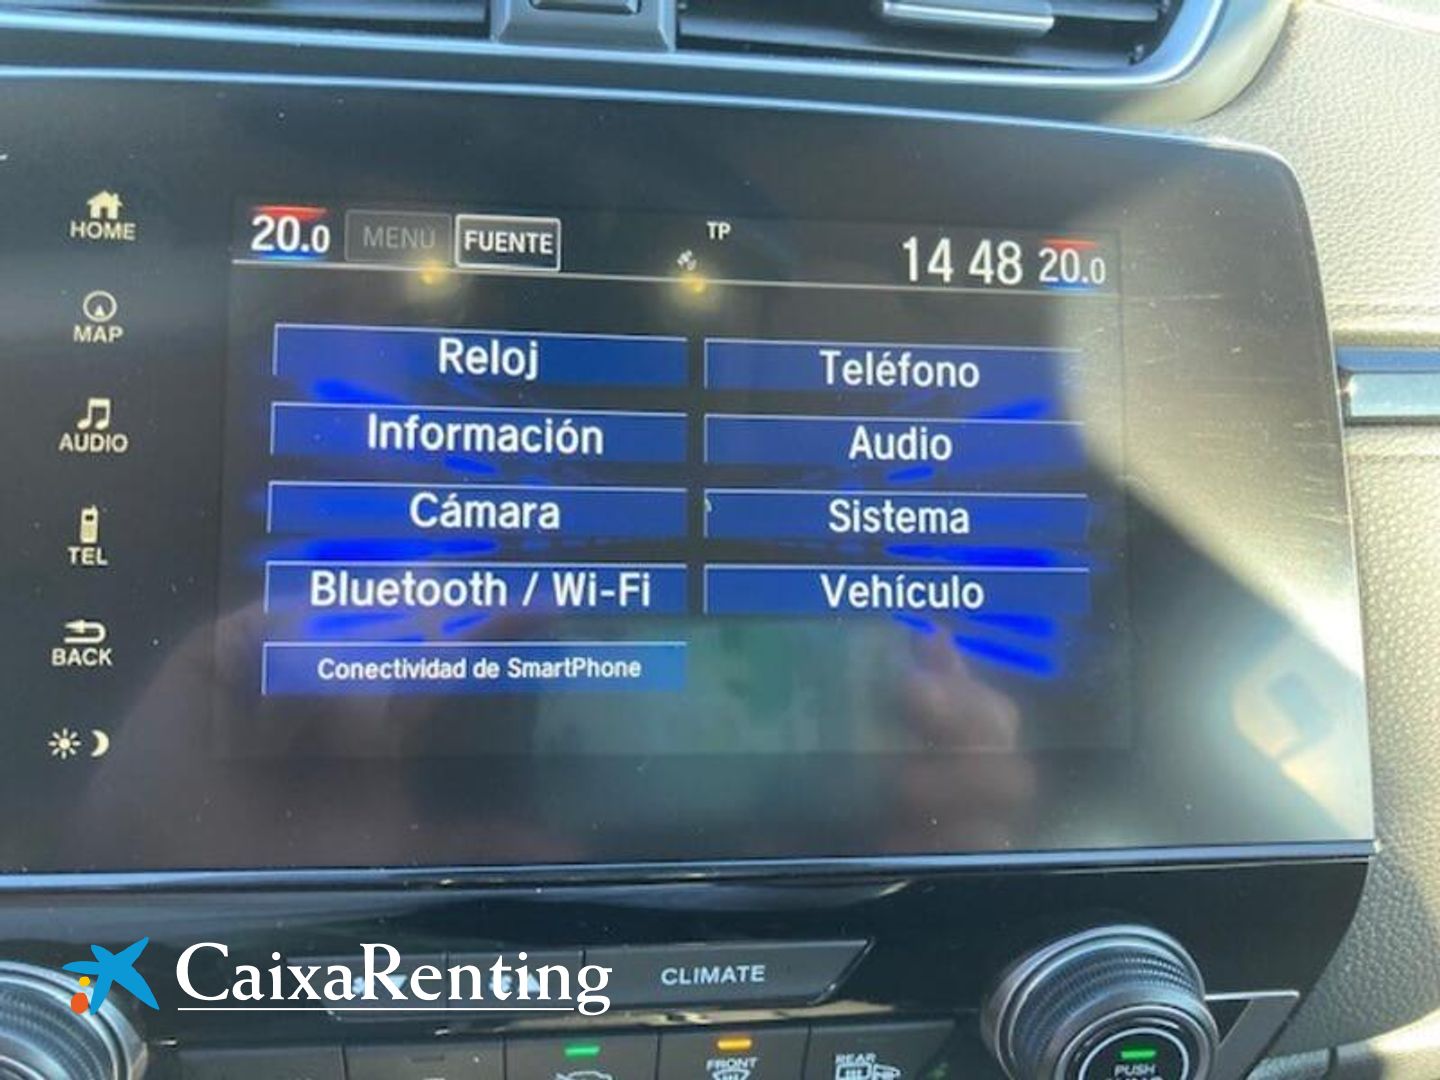 HOME
MAP
AUDIO
TEL
BACK
20.0 MENÚ FUENTE TP 14 48 20.0
Reloj Teléfono
Información Audio
Cámara Sistema
Bluetooth / Wi-Fi Vehículo
Conectividad de SmartPhone
CaixaRenting
CLIMATE
FRONT
REAR
PUSH